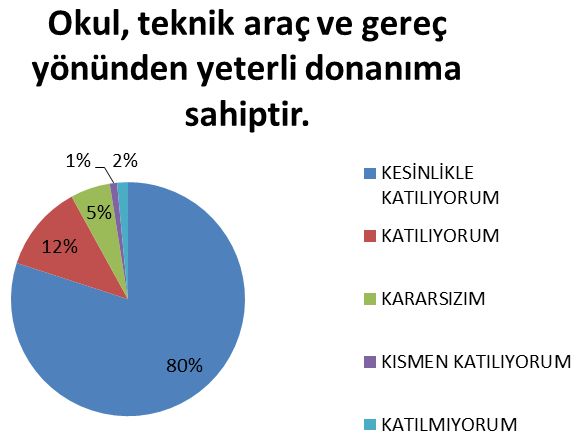 Okul, teknik araç ve gereç
yönünden yeterli donanıma
sahiptir.
1%
2%
5%
12%
80%
KESİNLİKLE
KATILIYORUM
KATILIYORUM
KARARSIZIM
KISMEN KATILIYORUM
KATILMIYORUM